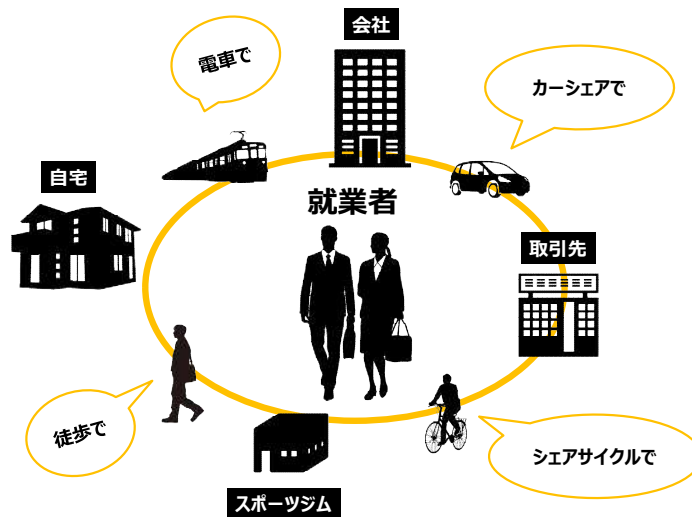 会社
電車で
カーシェアで
自宅
就業者
取引先
徒歩で
シェアサイクルで
スポーツジム